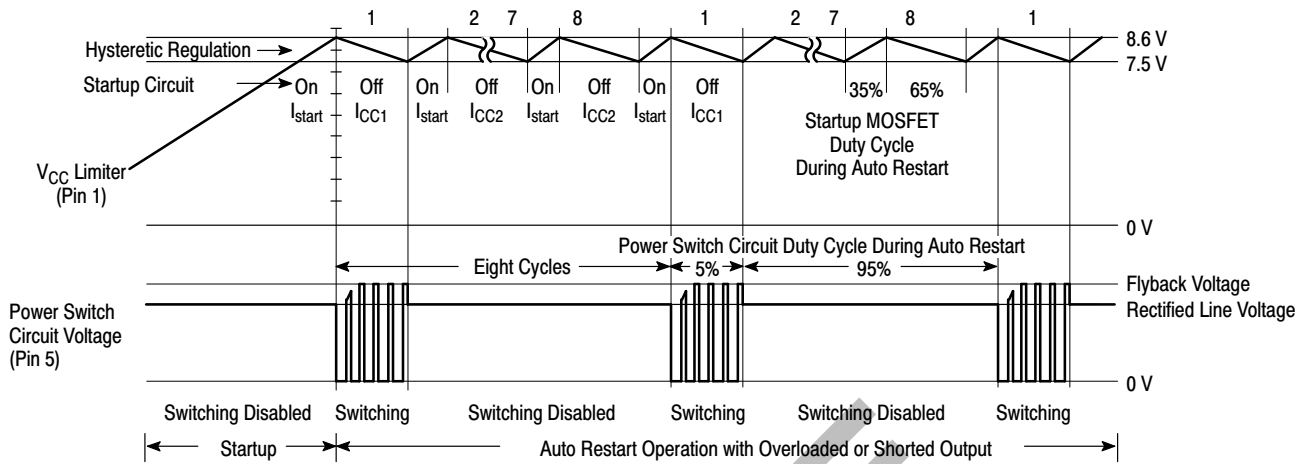 1 2 7 8 1 2 7 8 1
Hysteretic Regulation
8.6 V
7.5 V
Startup Circuit
On Off On Off On Off On Off
35% 65%
Istart ICC1 Istart ICC2 Istart ICC2 Istart ICC1
Startup MOSFET
Duty Cycle
During Auto Restart
VCC Limiter
(Pin 1)
0 V
Power Switch Circuit Duty Cycle During Auto Restart
Eight Cycles 5% 95%
Flyback Voltage
Rectified Line Voltage
Power Switch
Circuit Voltage
(Pin 5)
0 V
Switching Disabled Switching Switching Disabled Switching Switching Disabled Switching
Startup Auto Restart Operation with Overloaded or Shorted Output